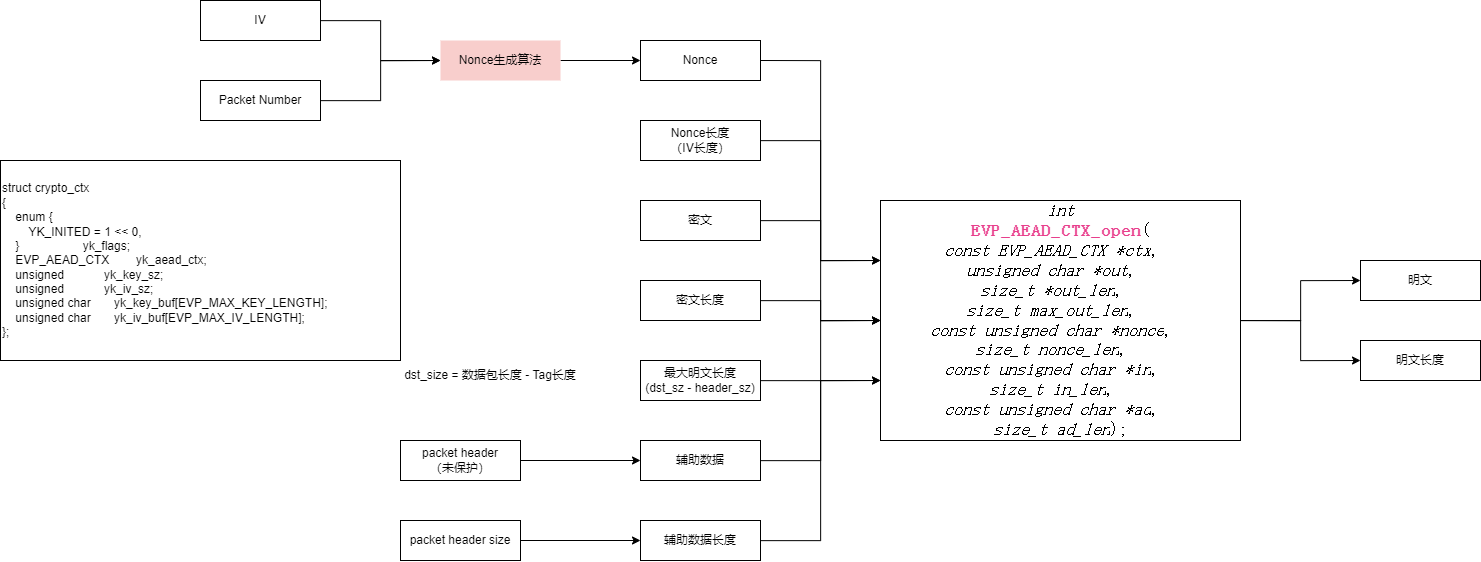 IV
Packet Number
Nonce生成算法
Nonce
Nonce长度
（IV长度）
密文
密文长度
struct crypto_ctx
{
enum {
YK_INITED = 1 << 0,
} yk_flags;
EVP_AEAD_CTX yk_aead_ctx;
unsigned yk_key_sz;
unsigned yk_iv_sz;
unsigned char yk_key_buf[EVP_MAX_KEY_LENGTH];
unsigned char yk_iv_buf[EVP_MAX_IV_LENGTH];
};
dst_size = 数据包长度 - Tag长度
最大明文长度
(dst_sz - header_sz)
packet header
（未保护）
辅助数据
packet header size
辅助数据长度
int
EVP_AEAD_CTX_open(
const EVP_AEAD_CTX *ctx,
unsigned char *out,
size_t *out_len,
size_t max_out_len,
const unsigned char *nonce,
size_t nonce_len,
const unsigned char *in,
size_t in_len,
const unsigned char *ad,
size_t ad_len);
明文
明文长度